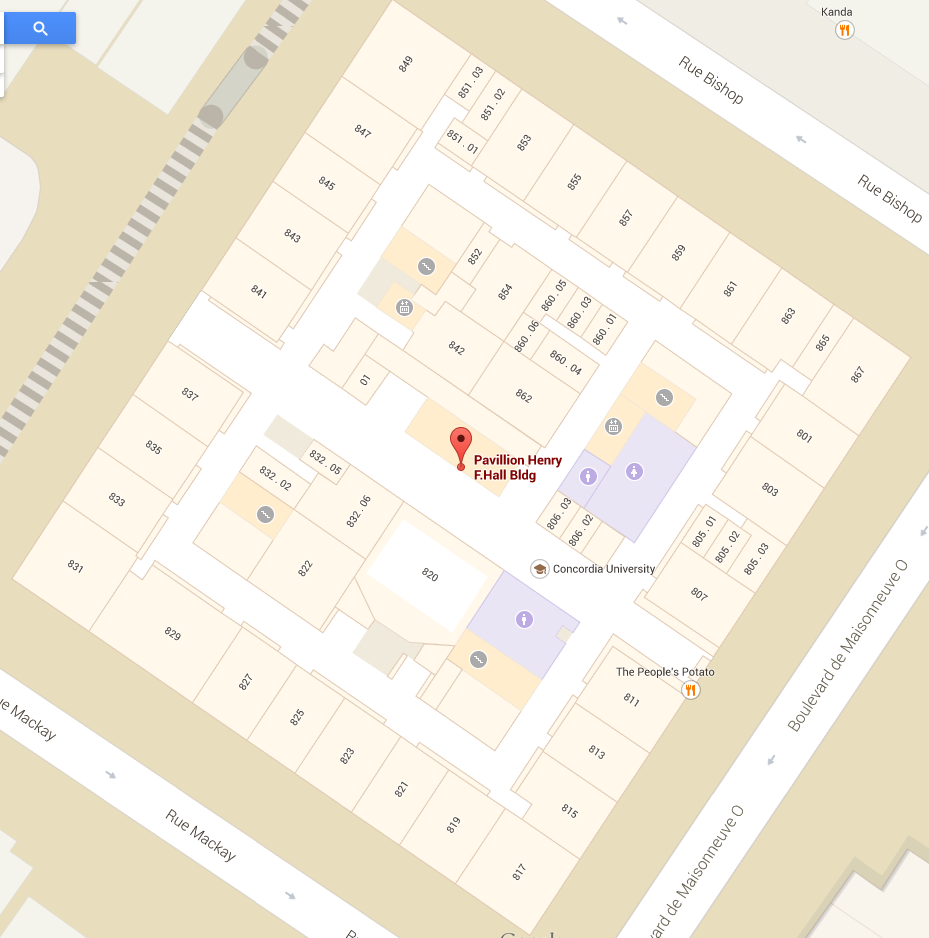 Kanda
Rue Bishop
Rue Bishop
849
851 . 03
851 . 02
851 . 01
847
853
845
855
857
843
859
841
861
863
865
867
852
854
860 . 05
860 . 03
860 . 01
860 . 06
860 . 04
842
862
01
837
835
833
831
832 . 05
832 . 02
832 . 06
822
820
Pavillion Henry
F.Hall Bldg
801
803
805 . 01
805 . 02
805 . 03
806 . 03
806 . 02
Concordia University
807
The People's Potato
811
813
815
829
827
825
823
821
819
817
Boulevard de Maisonneuve O
vard de Maisonneuve O
ue Mackay
Rue Mackay